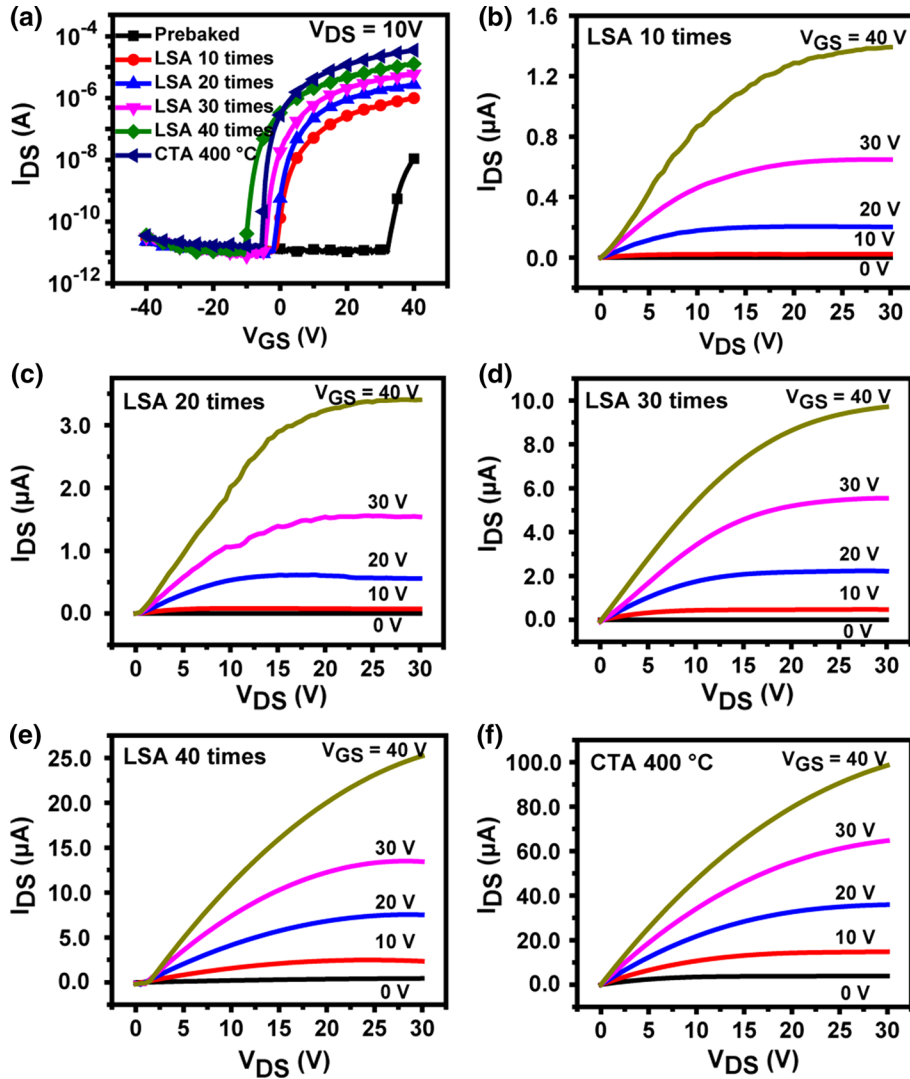 (a)
V_DS = 10V
Prebaked
LSA 10 times
LSA 20 times
LSA 30 times
LSA 40 times
CTA 400 °C
10^-4
10^-6
10^-8
10^-10
10^-12
I_DS (A)
-40 -20 0 20 40
V_GS (V)
(b)
LSA 10 times
V_GS = 40 V
30 V
20 V
10 V
0 V
1.6
1.2
0.8
0.4
0.0
I_DS (µA)
0 5 10 15 20 25 30
V_DS (V)
(c)
LSA 20 times
V_GS = 40 V
30 V
20 V
10 V
0 V
3.0
2.0
1.0
0.0
I_DS (µA)
0 5 10 15 20 25 30
V_DS (V)
(d)
LSA 30 times
V_GS = 40 V
30 V
20 V
10 V
0 V
10.0
8.0
6.0
4.0
2.0
0.0
I_DS (µA)
0 5 10 15 20 25 30
V_DS (V)
(e)
LSA 40 times
V_GS = 40 V
30 V
20 V
10 V
0 V
25.0
20.0
15.0
10.0
5.0
0.0
I_DS (µA)
0 5 10 15 20 25 30
V_DS (V)
(f)
CTA 400 °C
V_GS = 40 V
30 V
20 V
10 V
0 V
100.0
80.0
60.0
40.0
20.0
0.0
I_DS (µA)
0 5 10 15 20 25 30
V_DS (V)